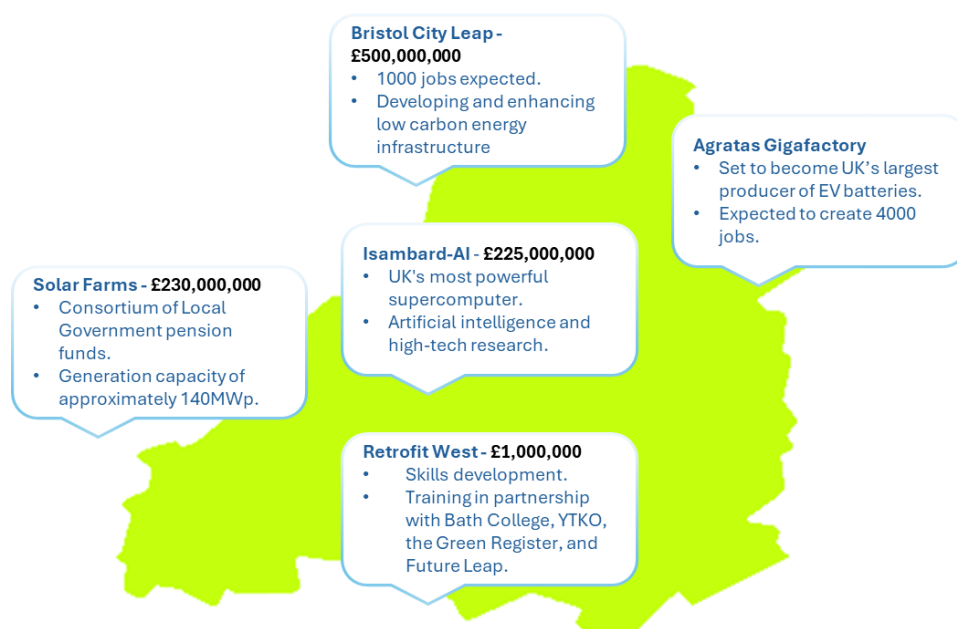 Bristol City Leap -
£500,000,000
• 1000 jobs expected.
• Developing and enhancing
low carbon energy
infrastructure
Agratas Gigafactory
• Set to become UK's largest
producer of EV batteries.
• Expected to create 4000
jobs.
Isambard-AI - £225,000,000
• UK's most powerful
supercomputer.
• Artificial intelligence and
high-tech research.
Solar Farms - £230,000,000
• Consortium of Local
Government pension
funds.
• Generation capacity of
approximately 140MWp.
Retrofit West - £1,000,000
• Skills development.
• Training in partnership
with Bath College, YTKO,
the Green Register, and
Future Leap.